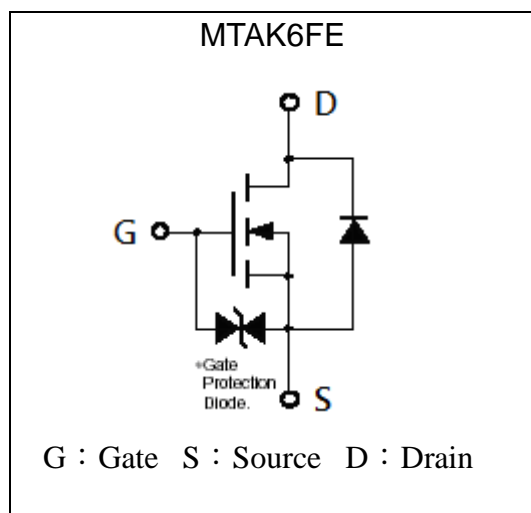 MTAK6FE
D
G
*Gate
Protection
Diode.
S
G：Gate S：Source D：Drain